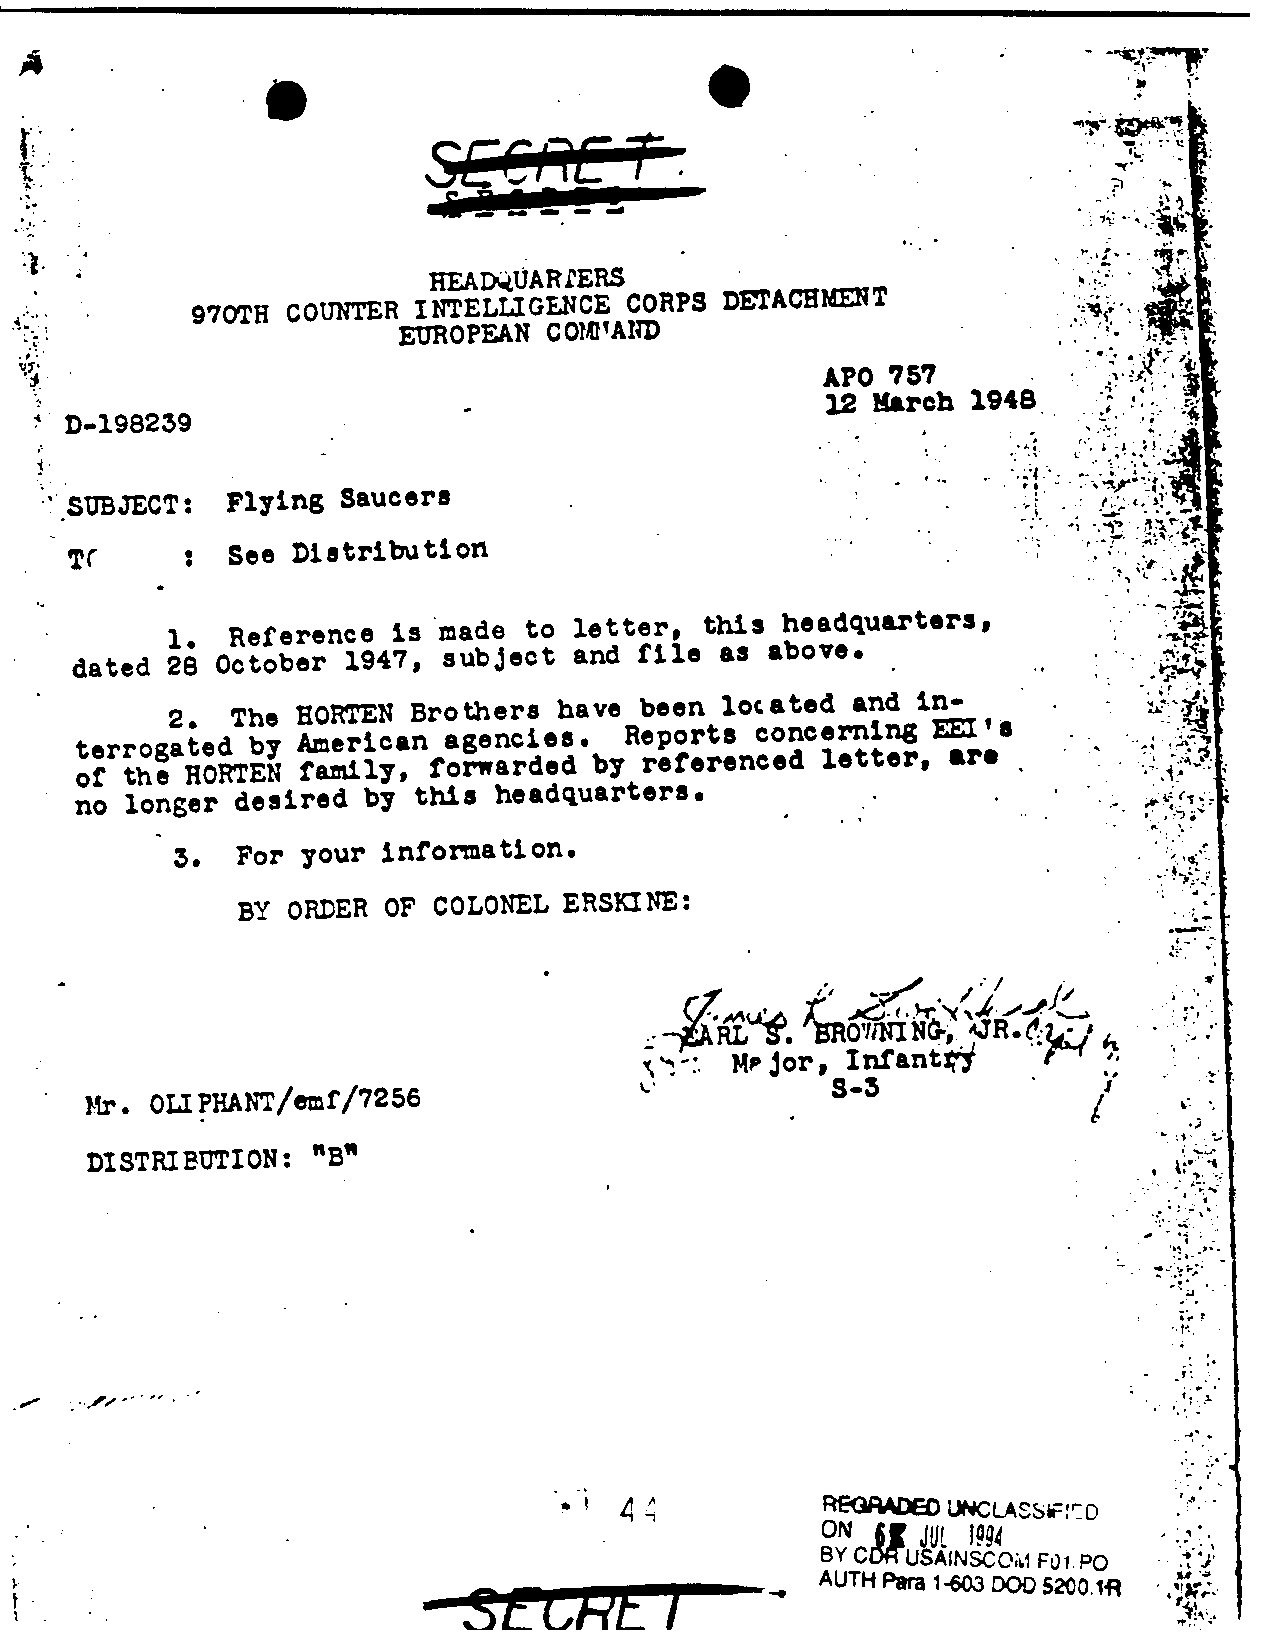 SECRET
HEADQUARTERS
970TH COUNTER INTELLIGENCE CORPS DETACHMENT
EUROPEAN COMMAND
APO 757
12 March 1948
D-198239
SUBJECT: Flying Saucers
TO : See Distribution
1. Reference is made to letter, this headquarters,
dated 28 October 1947, subject and file as above.
2. The HORTEN Brothers have been located and in-
terrogated by American agencies. Reports concerning EEI's
of the HORTEN family, forwarded by referenced letter, are
no longer desired by this headquarters.
3. For your information.
BY ORDER OF COLONEL ERSKINE:
EARL S. BROWNING, JR.
Major, Infantry
S-3
Mr. OLIPHANT/emf/7256
DISTRIBUTION: "B"
44
REGRADED UNCLASSIFIED
ON JUL 1994
BY CDR USAINSCOM F01.PO
AUTH Para 1-603 DOD 5200.1R
SECRET